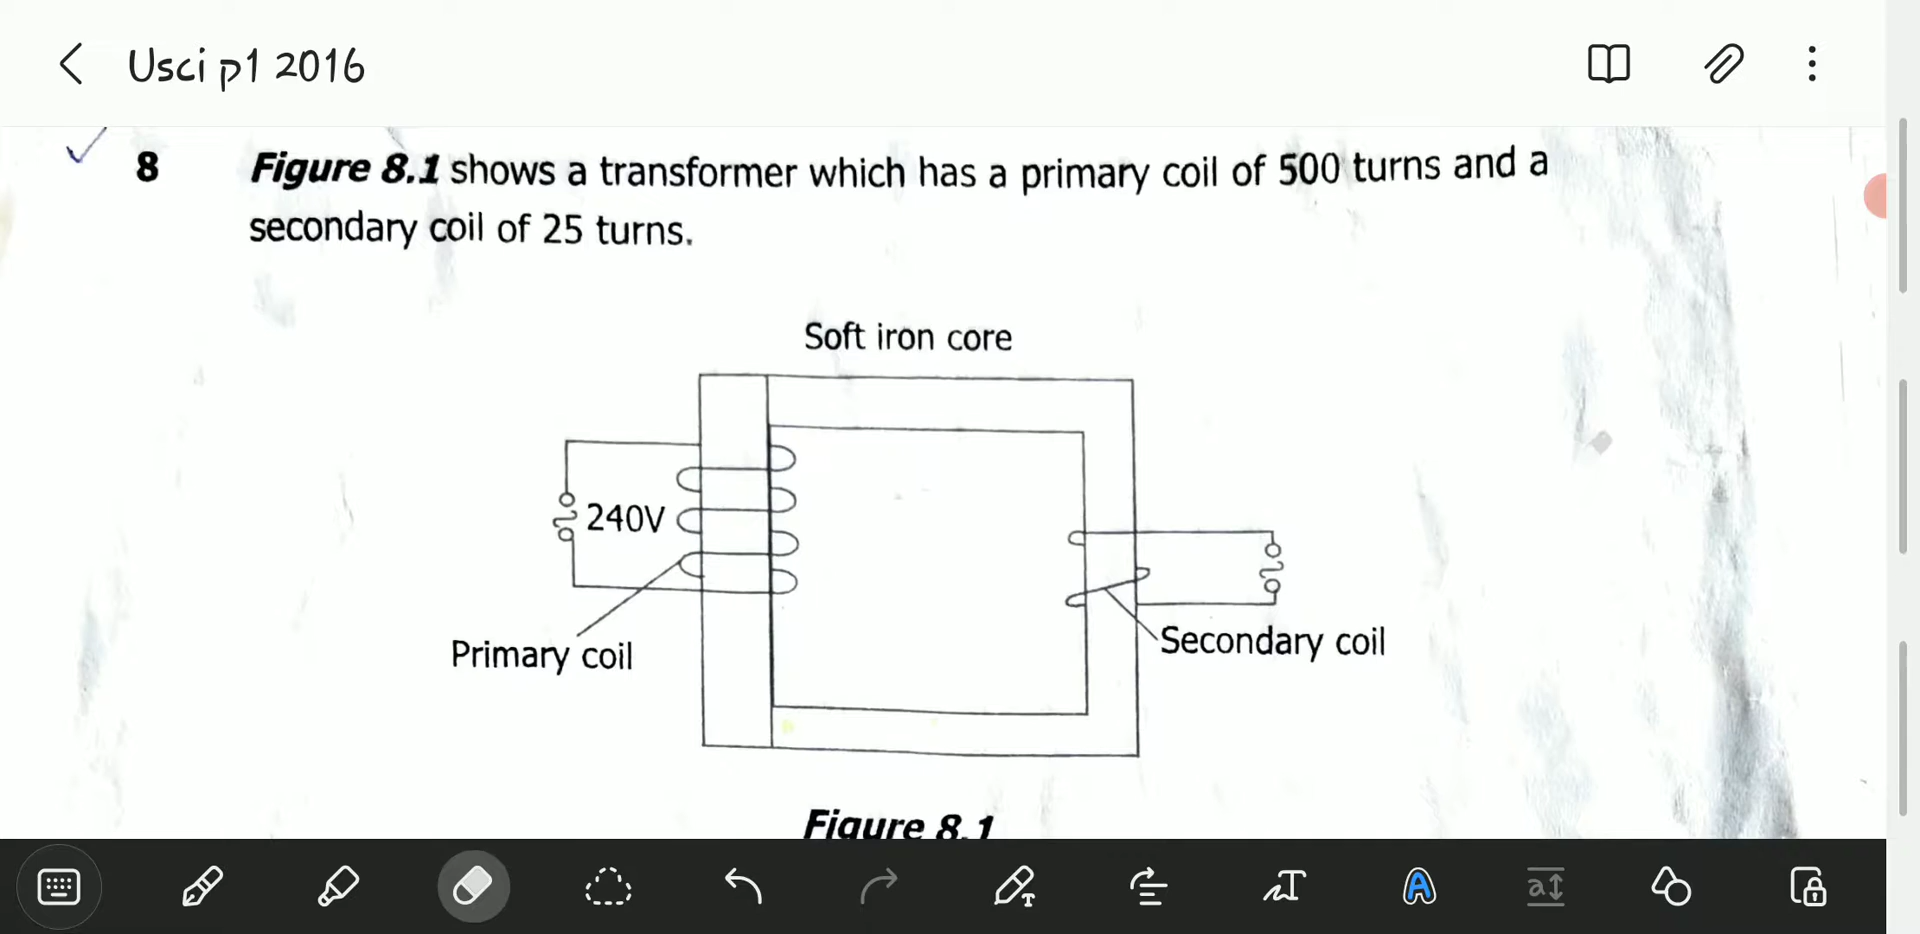 Usci p1 2016
8 Figure 8.1 shows a transformer which has a primary coil of 500 turns and a
secondary coil of 25 turns.
Soft iron core
240V
Primary coil
Secondary coil
Figure 8.1